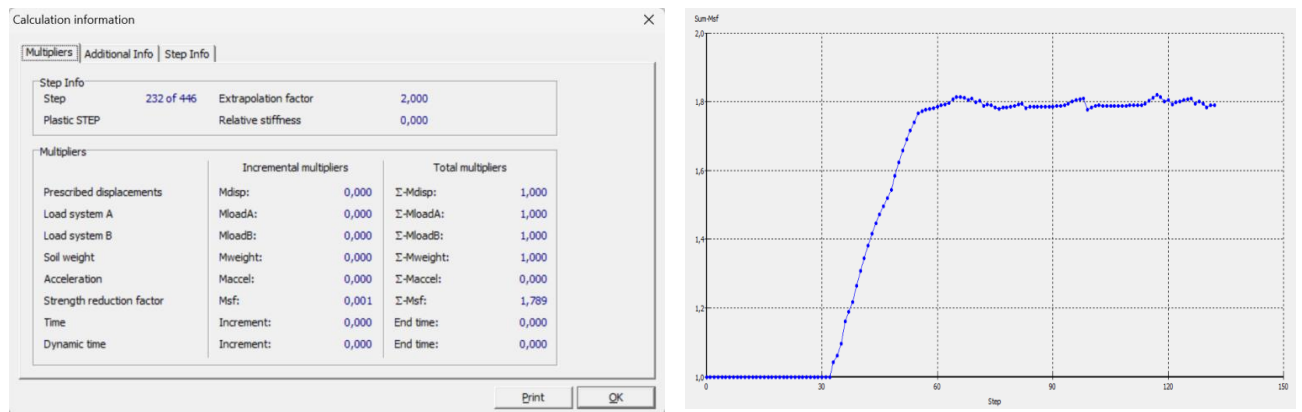 Calculation information
Multipliers Additional Info Step Info
Step Info
Step 232 of 446 Extrapolation factor 2,000
Plastic STEP Relative stiffness 0,000
Multipliers
Incremental multipliers Total multipliers
Prescribed displacements Mdisp: 0,000 Σ-Mdisp: 1,000
Load system A MloadA: 0,000 Σ-MloadA: 1,000
Load system B MloadB: 0,000 Σ-MloadB: 1,000
Soil weight Mweight: 0,000 Σ-Mweight: 1,000
Acceleration Maccel: 0,000 Σ-Maccel: 0,000
Strength reduction factor Msf: 0,001 Σ-Msf: 1,789
Time Increment: 0,000 End time: 0,000
Dynamic time Increment: 0,000 End time: 0,000
Print OK
Sum-Msf
2,0
1,8
1,6
1,4
1,2
1,0
0 30 60 90 120 150
Step